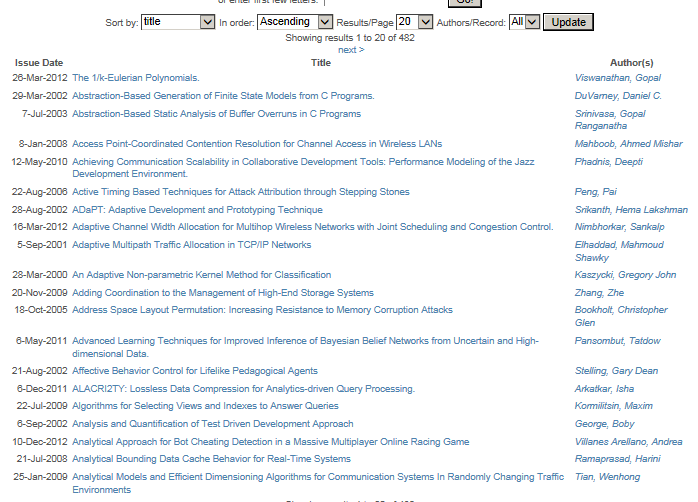 or enter first few letters: Go!
Sort by: title In order: Ascending Results/Page 20 Authors/Record: All Update
Showing results 1 to 20 of 482
next >
Issue Date Title Author(s)
26-Mar-2012 The 1/k-Eulerian Polynomials. Viswanathan, Gopal
29-Mar-2002 Abstraction-Based Generation of Finite State Models from C Programs. DuVarney, Daniel C.
7-Jul-2003 Abstraction-Based Static Analysis of Buffer Overruns in C Programs Srinivasa, Gopal
Ranganatha
8-Jan-2008 Access Point-Coordinated Contention Resolution for Channel Access in Wireless LANs Mahboob, Ahmed Mishar
12-May-2010 Achieving Communication Scalability in Collaborative Development Tools: Performance Modeling of the Jazz Phadnis, Deepti
Development Environment.
22-Aug-2006 Active Timing Based Techniques for Attack Attribution through Stepping Stones Peng, Pai
28-Aug-2002 ADaPT: Adaptive Development and Prototyping Technique Srikanth, Hema Lakshman
16-Mar-2012 Adaptive Channel Width Allocation for Multihop Wireless Networks with Joint Scheduling and Congestion Control. Nimbhorkar, Sankalp
5-Sep-2001 Adaptive Multipath Traffic Allocation in TCP/IP Networks Elhaddad, Mahmoud
Shawky
28-Mar-2000 An Adaptive Non-parametric Kernel Method for Classification Kaszycki, Gregory John
20-Nov-2009 Adding Coordination to the Management of High-End Storage Systems Zhang, Zhe
18-Oct-2005 Address Space Layout Permutation: Increasing Resistance to Memory Corruption Attacks Bookholt, Christopher
Glen
6-May-2011 Advanced Learning Techniques for Improved Inference of Bayesian Belief Networks from Uncertain and High- Pansombut, Tatdow
dimensional Data.
21-Aug-2002 Affective Behavior Control for Lifelike Pedagogical Agents Stelling, Gary Dean
6-Dec-2011 ALACRI2TY: Lossless Data Compression for Analytics-driven Query Processing. Arkatkar, Isha
22-Jul-2009 Algorithms for Selecting Views and Indexes to Answer Queries Kormilitsin, Maxim
6-Sep-2002 Analysis and Quantification of Test Driven Development Approach George, Boby
10-Dec-2012 Analytical Approach for Bot Cheating Detection in a Massive Multiplayer Online Racing Game Villanes Arellano, Andrea
21-Jul-2008 Analytical Bounding Data Cache Behavior for Real-Time Systems Ramaprasad, Harini
25-Jan-2009 Analytical Models and Efficient Dimensioning Algorithms for Communication Systems In Randomly Changing Traffic Tian, Wenhong
Environments